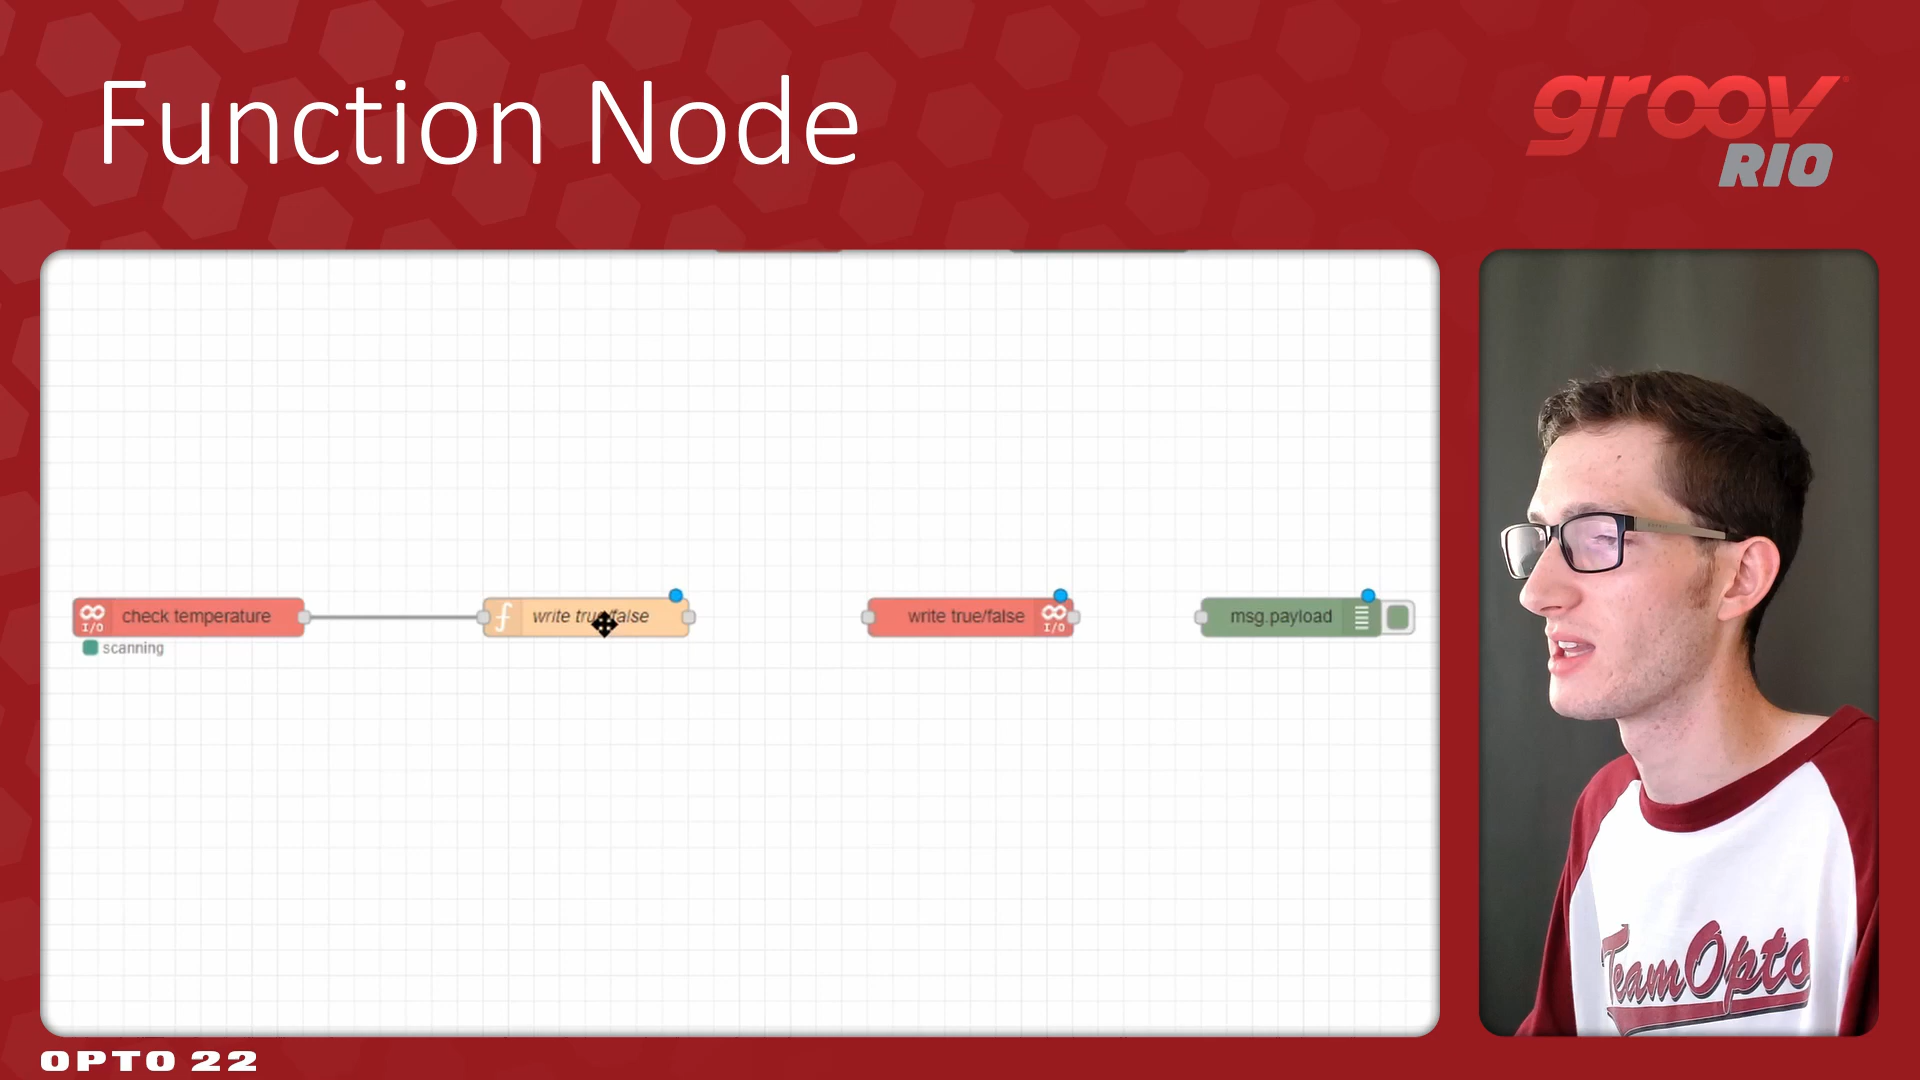 Function Node
groov
RIO
check temperature
I/O
scanning
write true/false
write true/false
I/O
msg.payload
TeamOpto
OPTO 22